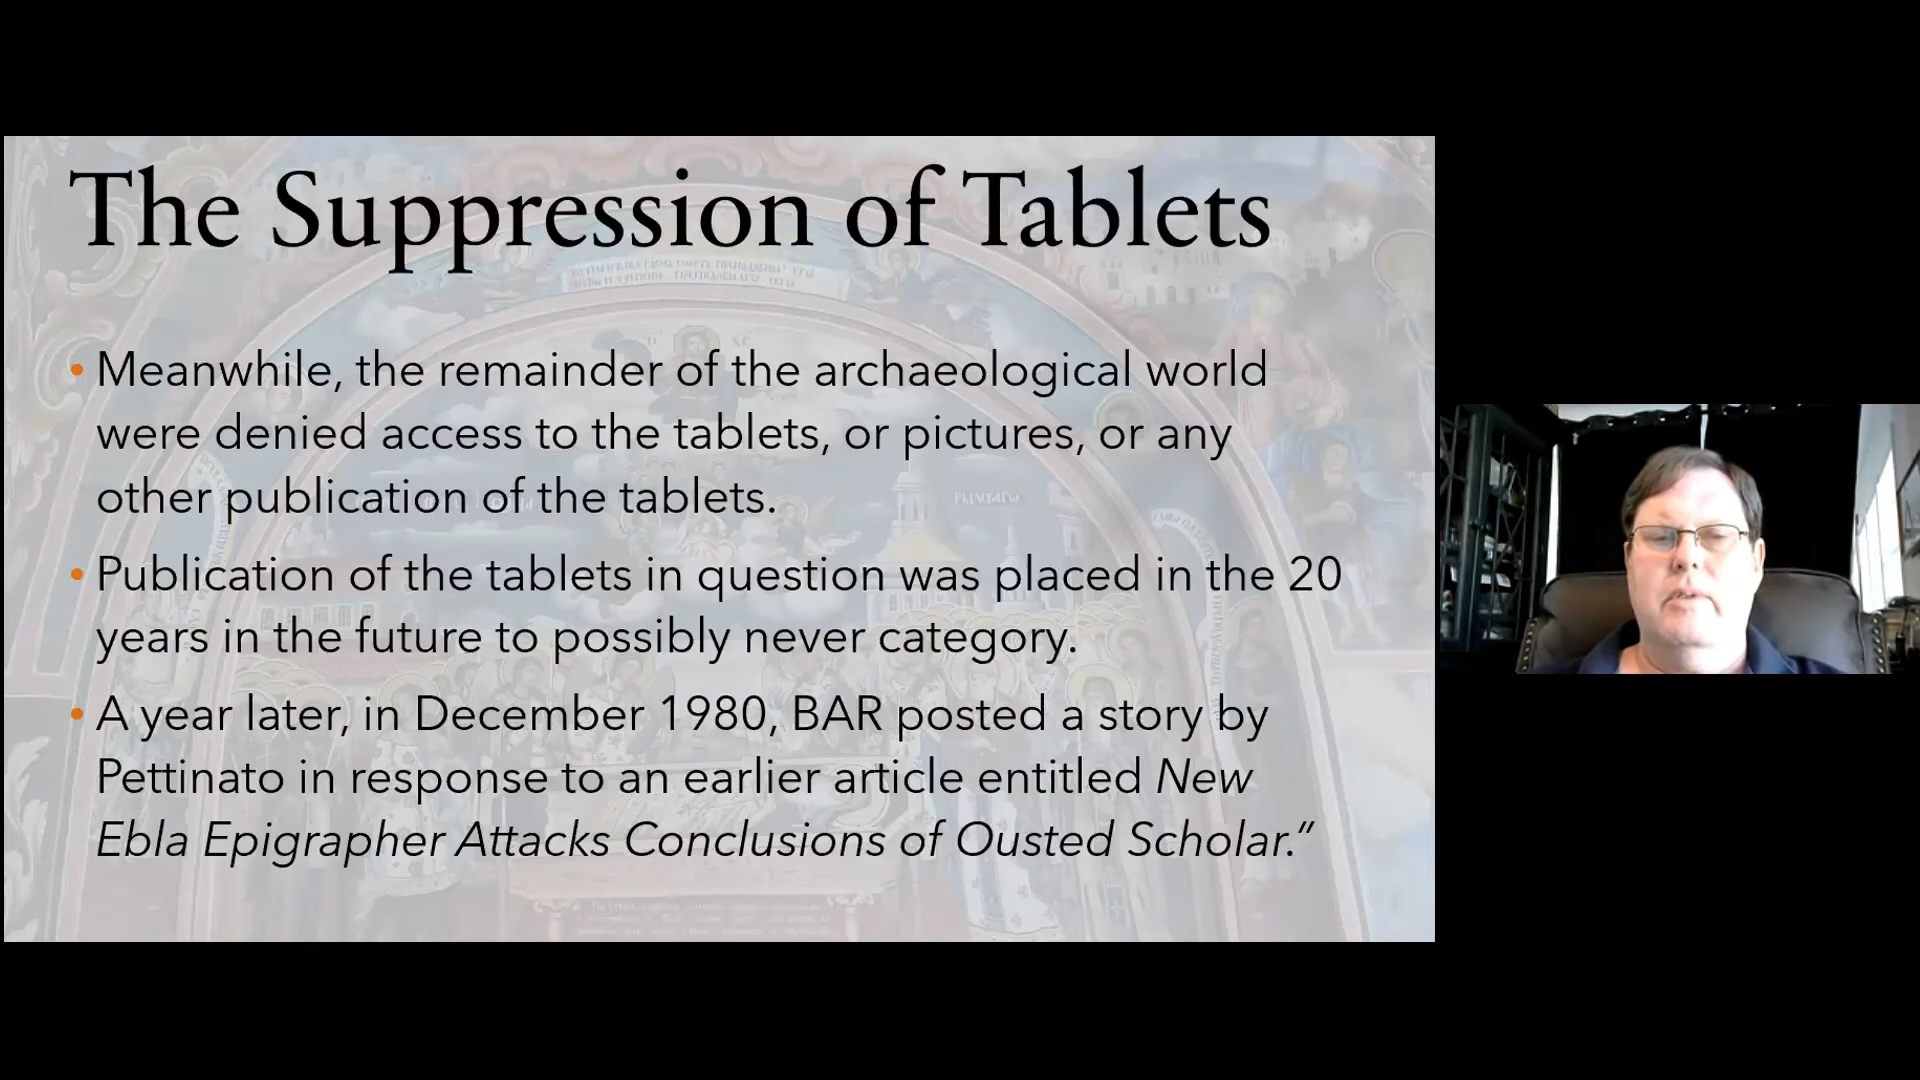 The Suppression of Tablets
• Meanwhile, the remainder of the archaeological world
were denied access to the tablets, or pictures, or any
other publication of the tablets.
• Publication of the tablets in question was placed in the 20
years in the future to possibly never category.
• A year later, in December 1980, BAR posted a story by
Pettinato in response to an earlier article entitled New
Ebla Epigrapher Attacks Conclusions of Ousted Scholar.”